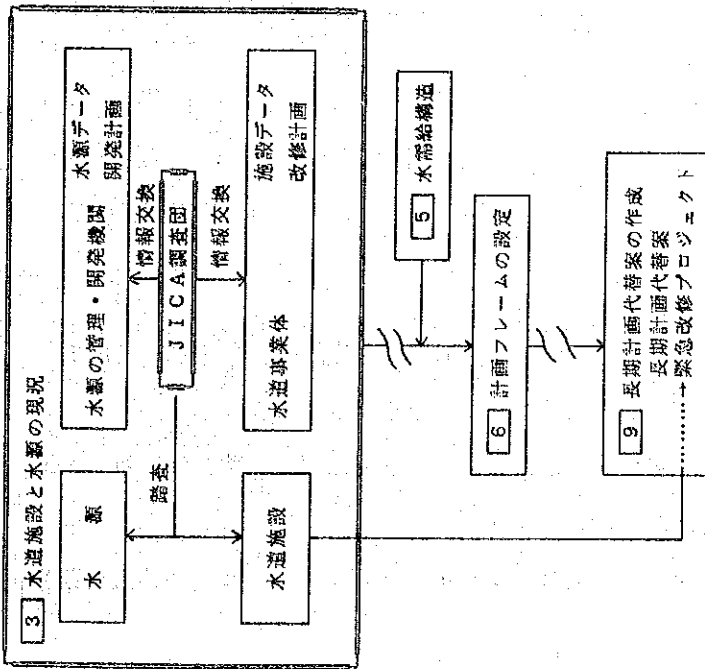 3 水道施設と水源の現況
水源
水源の管理・開発機関
水源データ
開発計画
情報交換
踏査
JICA調査団
情報交換
水道施設
水道事業体
施設データ
改修計画
5 水需給構造
6 計画フレームの設定
9 長期計画代替案の作成
長期計画代替案
緊急改修プロジェクト